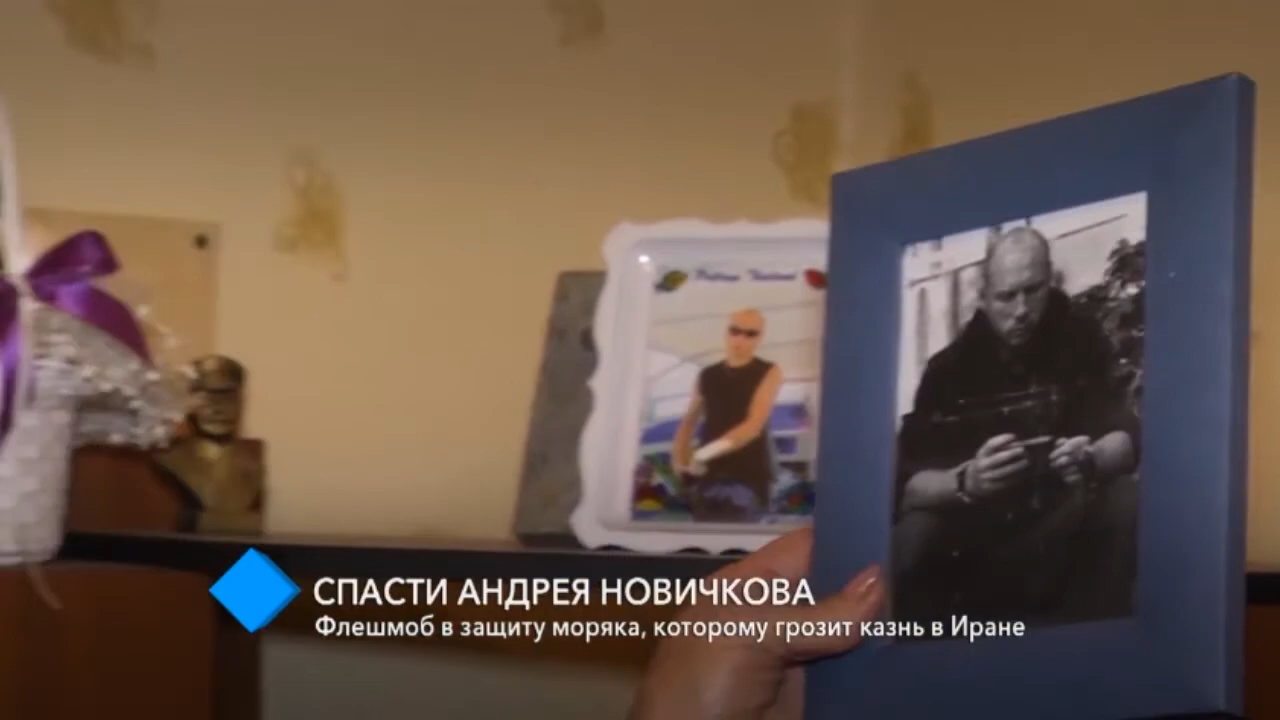 СПАСТИ АНДРЕЯ НОВИЧКОВА
Флешмоб в защиту моряка, которому грозит казнь в Иране